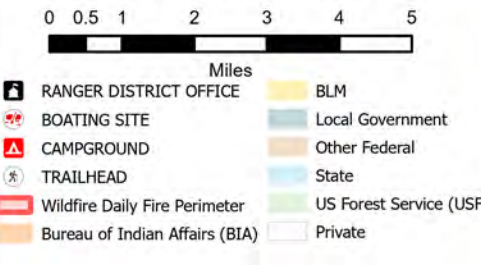 0 0.5 1 2 3 4 5
Miles
RANGER DISTRICT OFFICE
BOATING SITE
CAMPGROUND
TRAILHEAD
Wildfire Daily Fire Perimeter
Bureau of Indian Affairs (BIA)
BLM
Local Government
Other Federal
State
US Forest Service (USF
Private